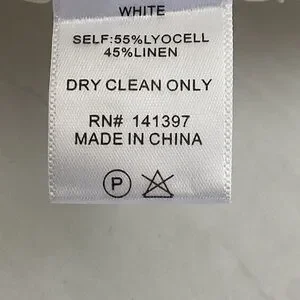 WHITE
SELF:55%LYOCELL
45%LINEN
DRY CLEAN ONLY
RN# 141397
MADE IN CHINA
P